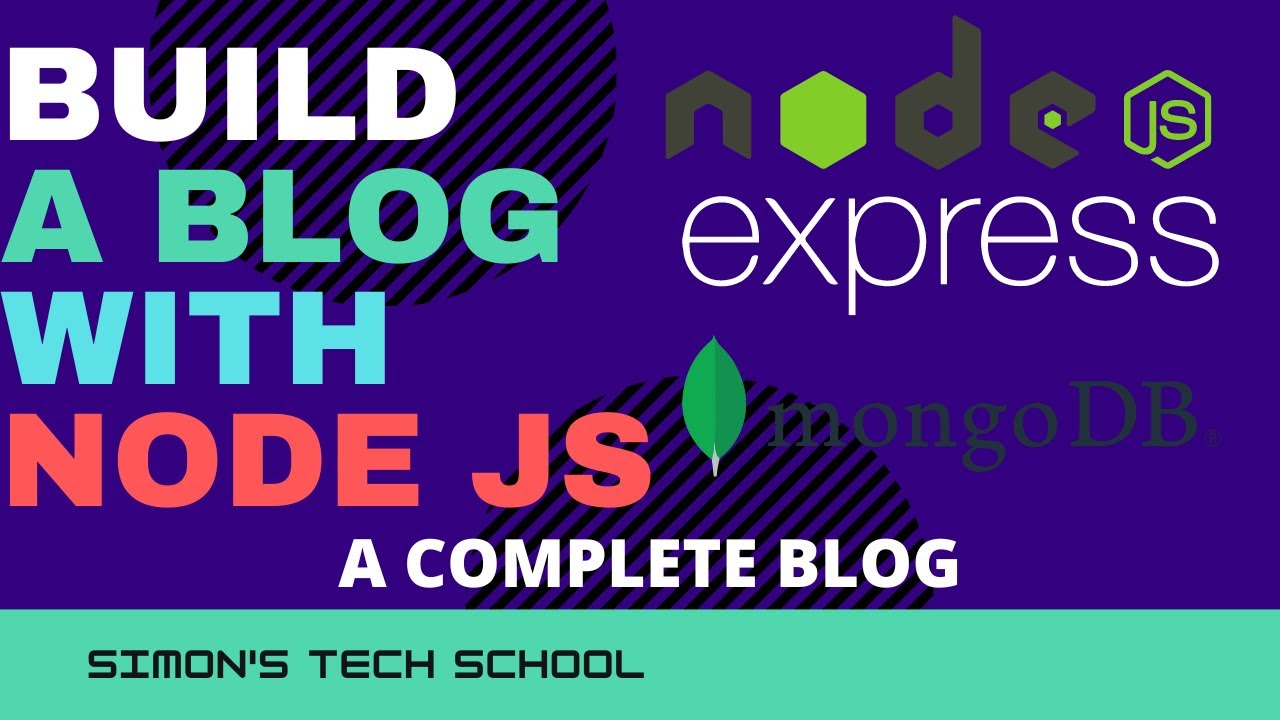 BUILD
A BLOG
WITH
NODE JS
node JS
express
mongoDB®
A COMPLETE BLOG
SIMON'S TECH SCHOOL